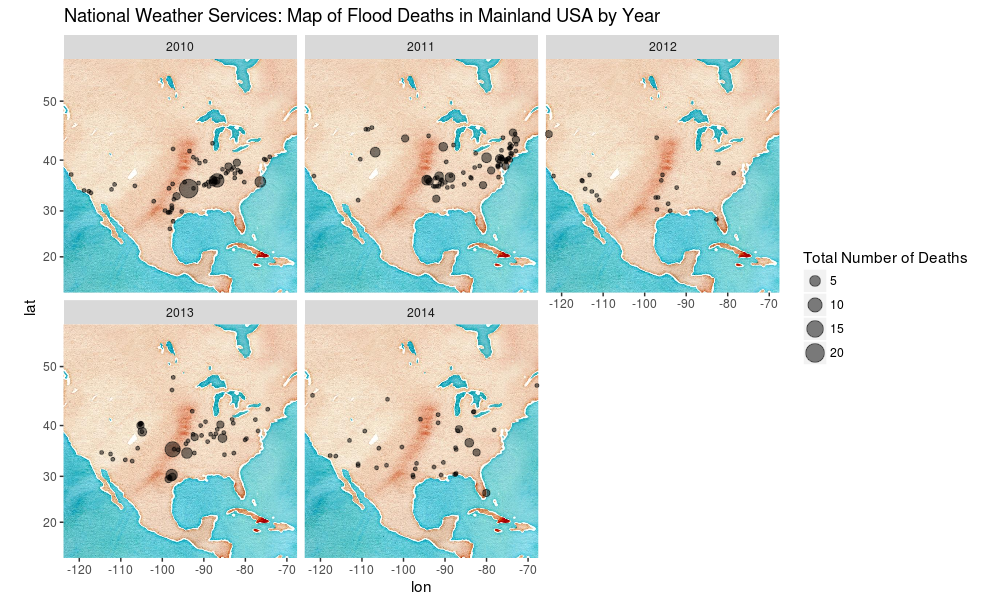 National Weather Services: Map of Flood Deaths in Mainland USA by Year
2010
2011
2012
50
40
30
20
-120 -110 -100 -90 -80 -70
2013
2014
50
40
30
20
-120 -110 -100 -90 -80 -70
-120 -110 -100 -90 -80 -70
lat
lon
Total Number of Deaths
5
10
15
20